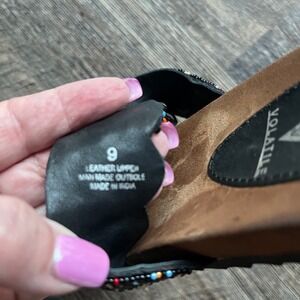 9
LEATHER UPPER
MAN MADE OUTSOLE
MADE IN INDIA
VOLATILE